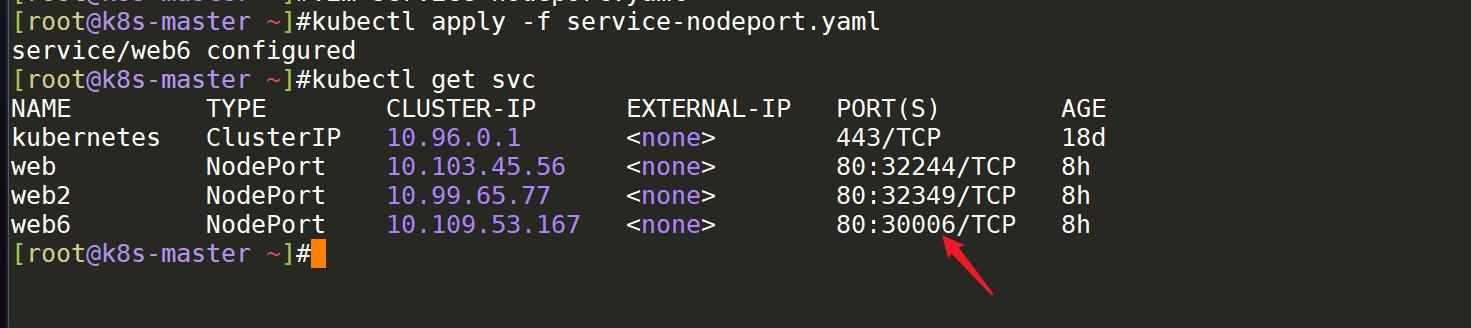 [root@k8s-master ~]#kubectl apply -f service-nodeport.yaml
service/web6 configured
[root@k8s-master ~]#kubectl get svc
NAME         TYPE        CLUSTER-IP      EXTERNAL-IP   PORT(S)        AGE
kubernetes   ClusterIP   10.96.0.1       <none>        443/TCP        18d
web          NodePort    10.103.45.56    <none>        80:32244/TCP   8h
web2         NodePort    10.99.65.77     <none>        80:32349/TCP   8h
web6         NodePort    10.109.53.167   <none>        80:30006/TCP   8h
[root@k8s-master ~]#